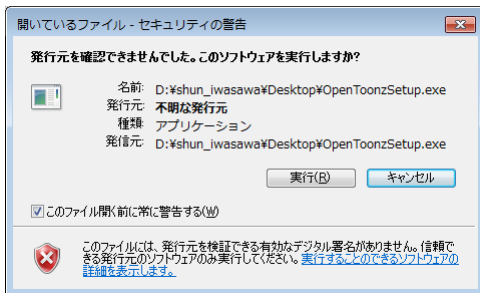 開いているファイル - セキュリティの警告
発行元を確認できませんでした。このソフトウェアを実行しますか?
名前: D:¥shun_iwasawa¥Desktop¥OpenToonzSetup.exe
発行元: 不明な発行元
種類: アプリケーション
発信元: D:¥shun_iwasawa¥Desktop¥OpenToonzSetup.exe
実行(R) キャンセル
このファイル開く前に常に警告する(W)
このファイルには、発行元を検証できる有効なデジタル署名がありません。信頼で
きる発行元のソフトウェアのみ実行してください。実行することのできるソフトウェアの
詳細を表示します。